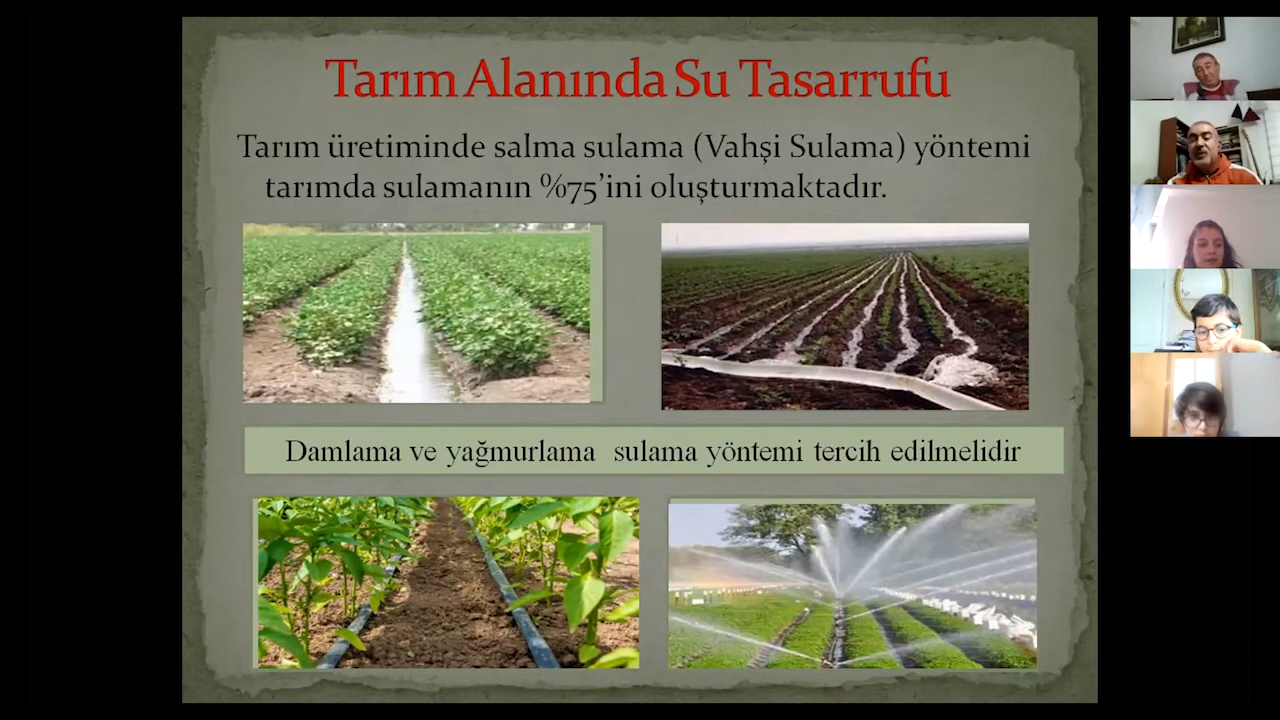 Tarım Alanında Su Tasarrufu
Tarım üretiminde salma sulama (Vahşi Sulama) yöntemi
tarımda sulamanın %75’ini oluşturmaktadır.
Damlama ve yağmurlama sulama yöntemi tercih edilmelidir